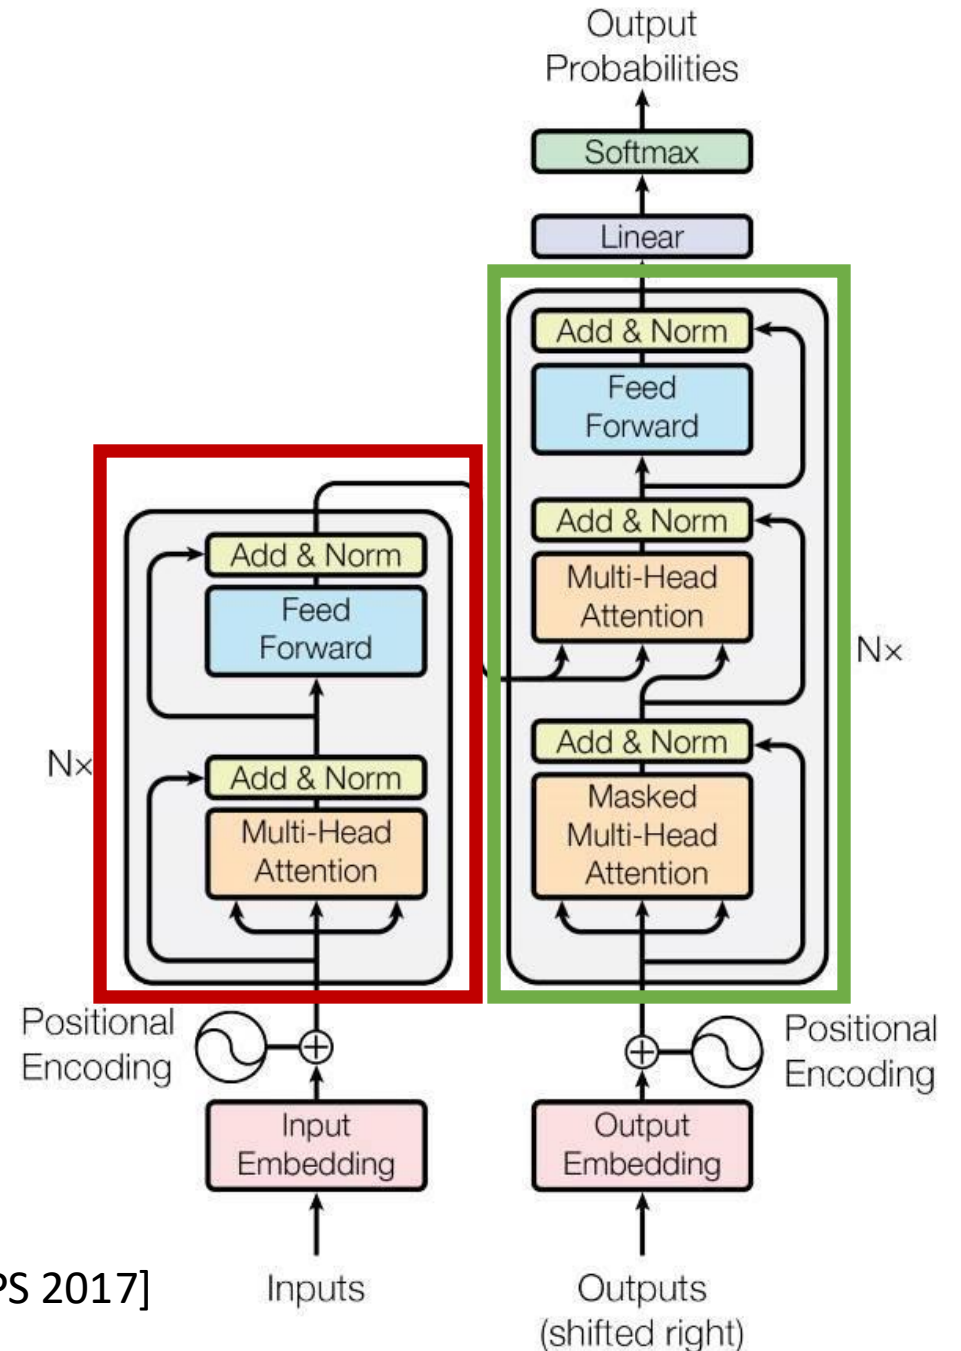 Output
Probabilities
Softmax
Linear
Add & Norm
Feed
Forward
Add & Norm
Multi-Head
Attention
Nx
Add & Norm
Masked
Multi-Head
Attention
Add & Norm
Feed
Forward
Nx
Add & Norm
Multi-Head
Attention
Positional
Encoding
Positional
Encoding
Input
Embedding
Output
Embedding
Inputs
Outputs
(shifted right)
PS 2017]